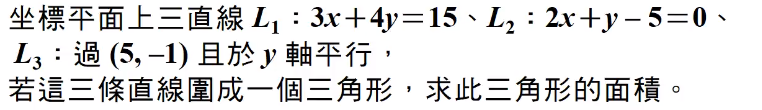 坐標平面上三直線 L₁：3x+4y=15、L₂：2x+y–5=0、
L₃：過 (5, –1) 且於 y 軸平行，
若這三條直線圍成一個三角形，求此三角形的面積。